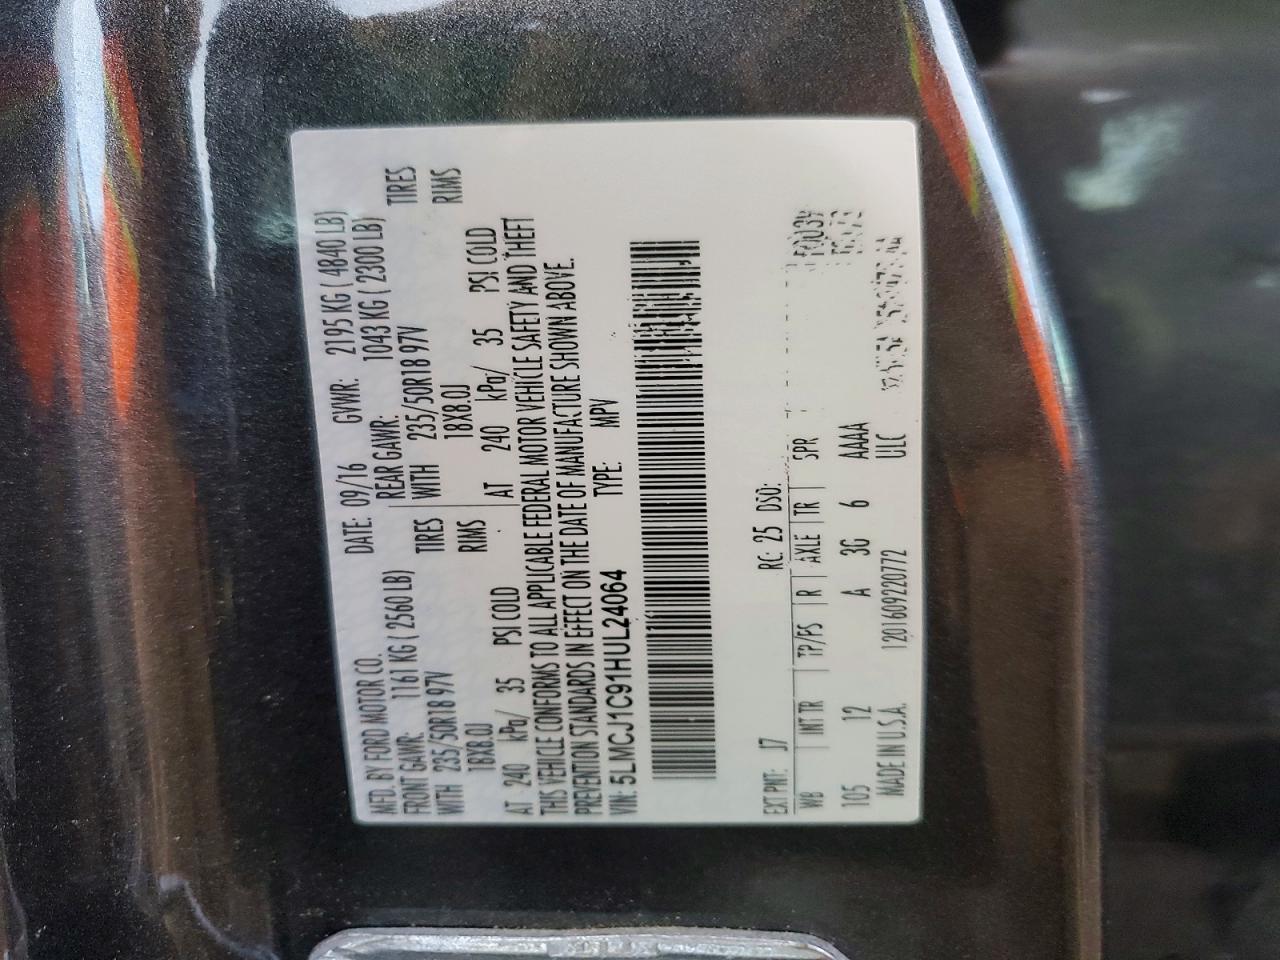 MFD. BY FORD MOTOR CO. DATE: 09/16 GVWR: 2195 KG ( 4840 LB)
FRONT GAWR: 1161 KG ( 2560 LB) REAR GAWR: 1043 KG ( 2300 LB)
WITH 235/50R18 97V TIRES WITH 235/50R18 97V TIRES
18X8.0J RIMS 18X8.0J RIMS
AT 240 kPa/ 35 PSI COLD AT 240 kPa/ 35 PSI COLD
THIS VEHICLE CONFORMS TO ALL APPLICABLE FEDERAL MOTOR VEHICLE SAFETY AND THEFT
PREVENTION STANDARDS IN EFFECT ON THE DATE OF MANUFACTURE SHOWN ABOVE.
VIN: 5LMCJ1C91HUL24064 TYPE: MPV
EXT PNT: J7 RC: 25 DSO:
WB INT TR TP/PS R AXLE TR SPR
105 12 A 3G 6 AAAA
MADE IN U.S.A. 1201609220772 ULC